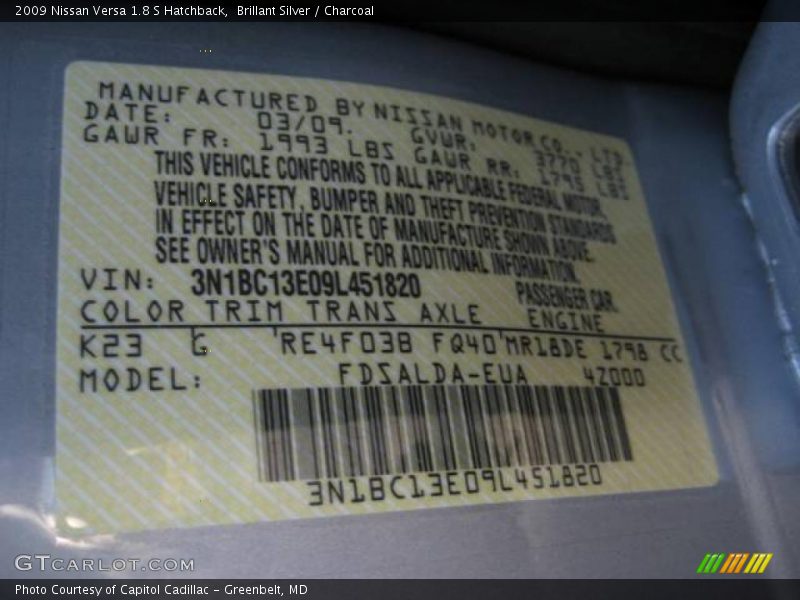 2009 Nissan Versa 1.8 S Hatchback,  Brillant Silver / Charcoal
MANUFACTURED BY NISSAN MOTOR CO., LTD.
DATE: 03/09. GVWR: 3770 LBS
GAWR FR: 1993 LBS GAWR RR: 1795 LBS
THIS VEHICLE CONFORMS TO ALL APPLICABLE FEDERAL MOTOR
VEHICLE SAFETY, BUMPER AND THEFT PREVENTION STANDARDS
IN EFFECT ON THE DATE OF MANUFACTURE SHOWN ABOVE.
SEE OWNER'S MANUAL FOR ADDITIONAL INFORMATION.
VIN: 3N1BC13E09L451820 PASSENGER CAR.
COLOR TRIM TRANS AXLE ENGINE
K23 G RE4F03B FQ40 MR18DE 1798 CC
MODEL: FDSALDA-EUA 4Z000
3N1BC13E09L451820
GTCARLOT.COM
Photo Courtesy of Capitol Cadillac - Greenbelt, MD